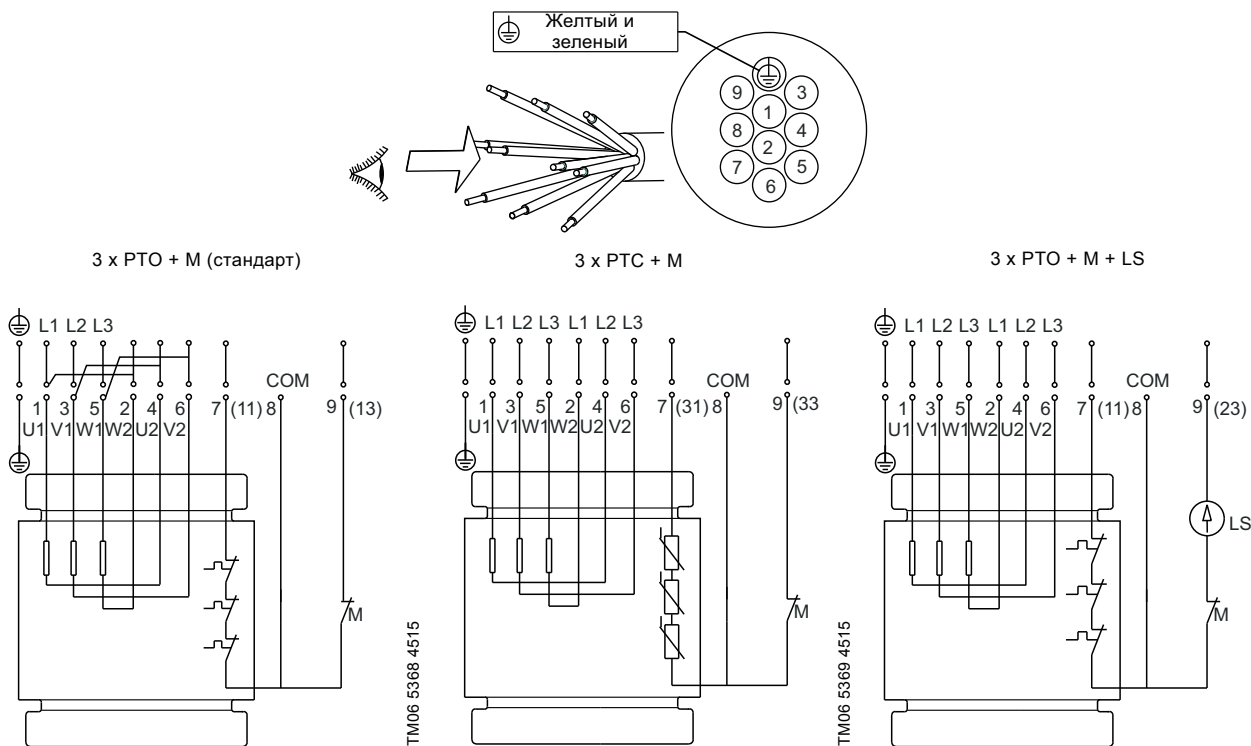 Желтый и
зеленый
9 3
1
8 4
2
7 5
6
3 x PTO + M (стандарт)
3 x PTC + M
3 x PTO + M + LS
L1 L2 L3
COM
1 3 5 2 4 6 7 (11) 8 9 (13)
U1 V1 W1 W2 U2 V2
M
TM06 5368 4515
L1 L2 L3 L1 L2 L3
COM
1 3 5 2 4 6 7 (31) 8 9 (33
U1 V1 W1 W2 U2 V2
M
TM06 5369 4515
L1 L2 L3 L1 L2 L3
COM
1 3 5 2 4 6 7 (11) 8 9 (23)
U1 V1 W1 W2 U2 V2
LS
M